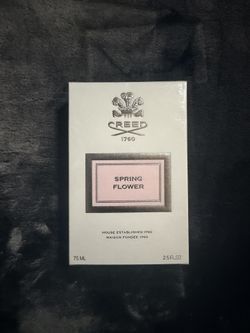 CREED
1760
SPRING
FLOWER
HOUSE ESTABLISHED 1760
MAISON FONDÉE 1760
75 ML
2.5 FL.OZ